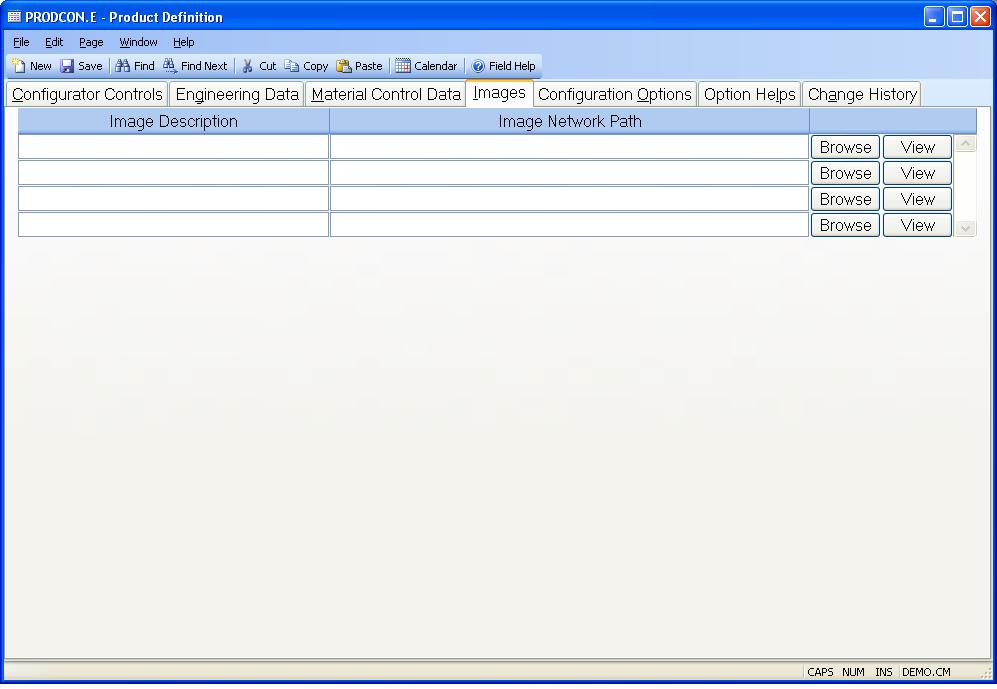 PRODCON.E - Product Definition
File Edit Page Window Help
New Save Find Find Next Cut Copy Paste Calendar Field Help
Configurator Controls Engineering Data Material Control Data Images Configuration Options Option Helps Change History
Image Description Image Network Path
Browse View
Browse View
Browse View
Browse View
CAPS NUM INS DEMO.CM